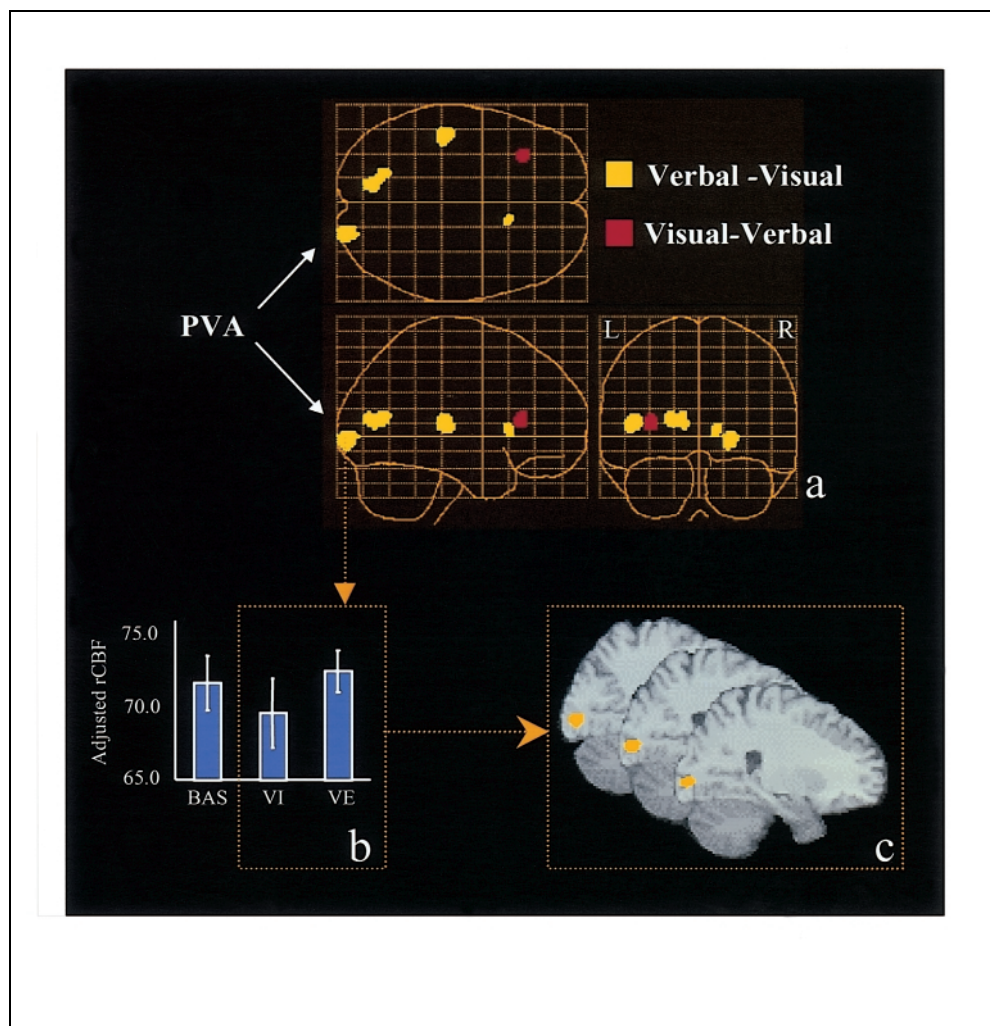 Verbal -Visual
Visual-Verbal
PVA
L R
a
75.0
70.0
65.0
Adjusted rCBF
BAS VI VE
b
c